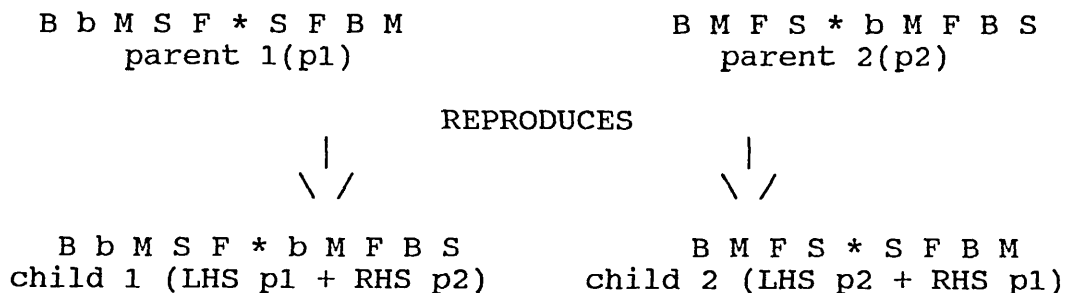 B b M S F * S F B M          B M F S * b M F B S
parent 1(p1)          parent 2(p2)
REPRODUCES
B b M S F * b M F B S          B M F S * S F B M
child 1 (LHS p1 + RHS p2)          child 2 (LHS p2 + RHS p1)